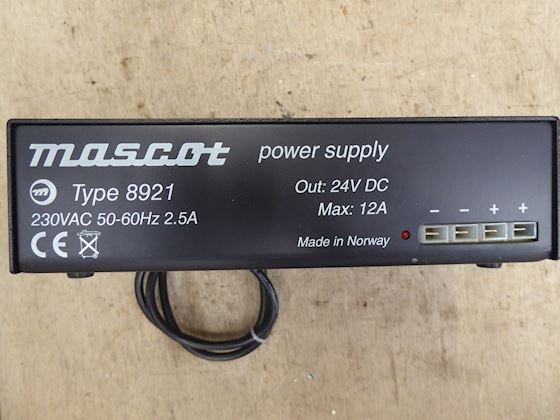 mascot
power supply
Type 8921
230VAC 50-60Hz 2.5A
CE
Out: 24V DC
Max: 12A
Made in Norway
− − + +